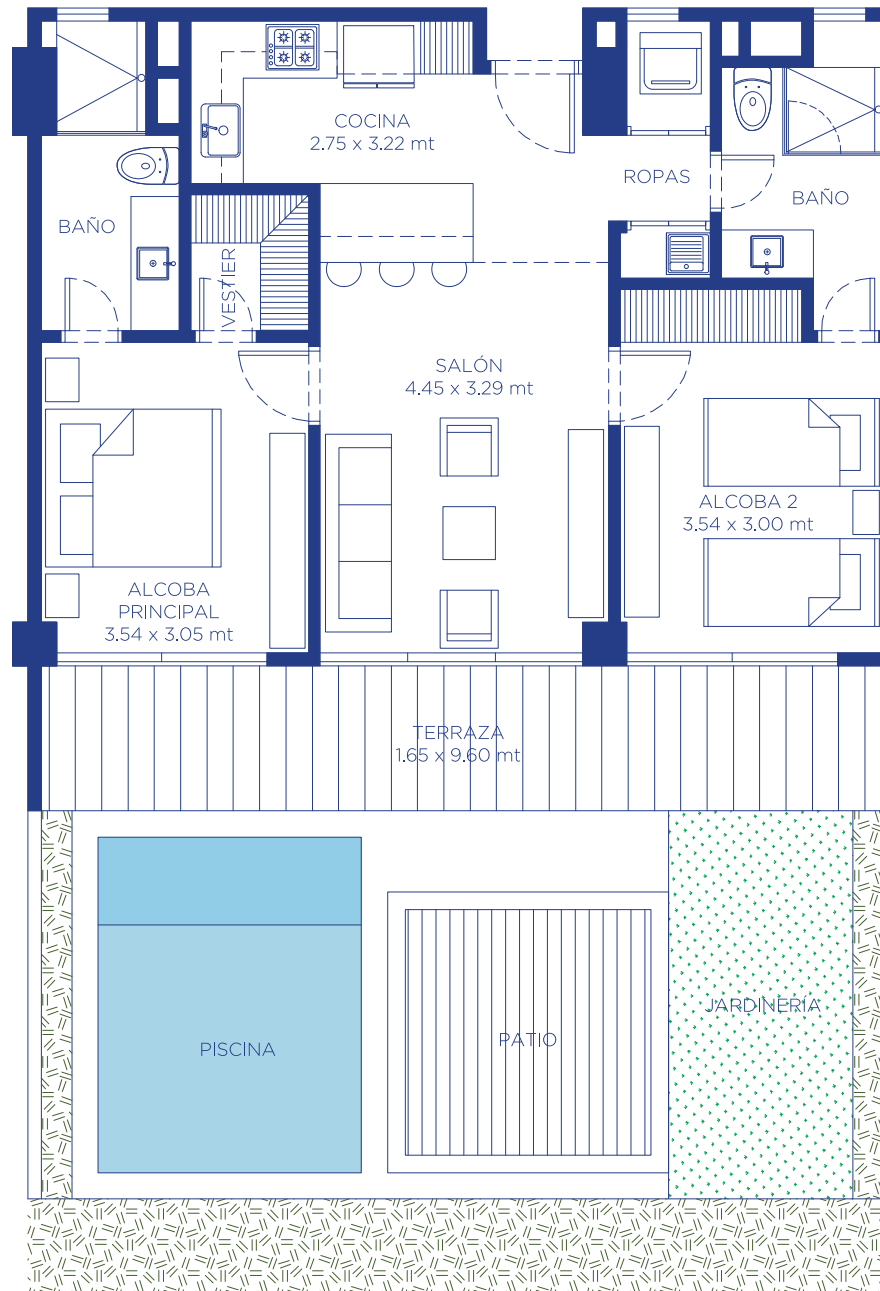 COCINA
2.75 x 3.22 mt
ROPAS
BAÑO
BAÑO
VESTIER
SALÓN
4.45 x 3.29 mt
ALCOBA 2
3.54 x 3.00 mt
ALCOBA
PRINCIPAL
3.54 x 3.05 mt
TERRAZA
1.65 x 9.60 mt
JARDINERÍA
PISCINA
PATIO